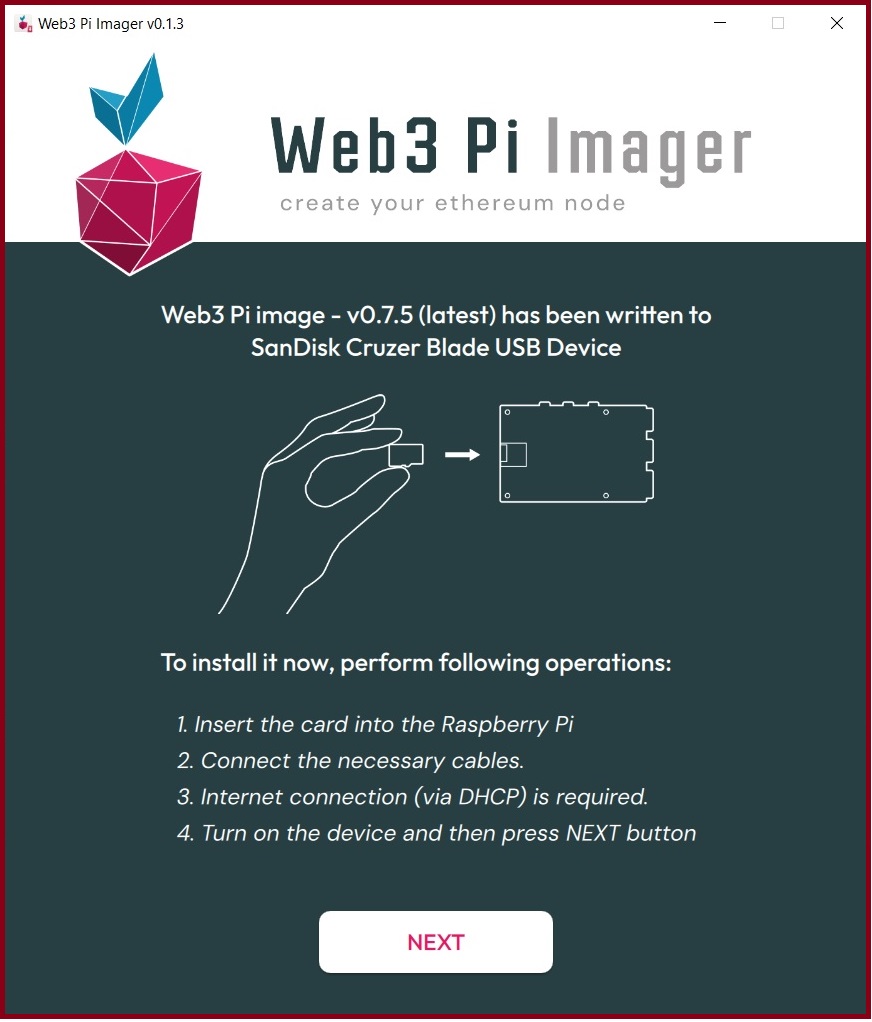 Web3 Pi Imager v0.1.3
Web3 Pi Imager
create your ethereum node
Web3 Pi image - v0.7.5 (latest) has been written to
SanDisk Cruzer Blade USB Device
To install it now, perform following operations:
1. Insert the card into the Raspberry Pi
2. Connect the necessary cables.
3. Internet connection (via DHCP) is required.
4. Turn on the device and then press NEXT button
NEXT